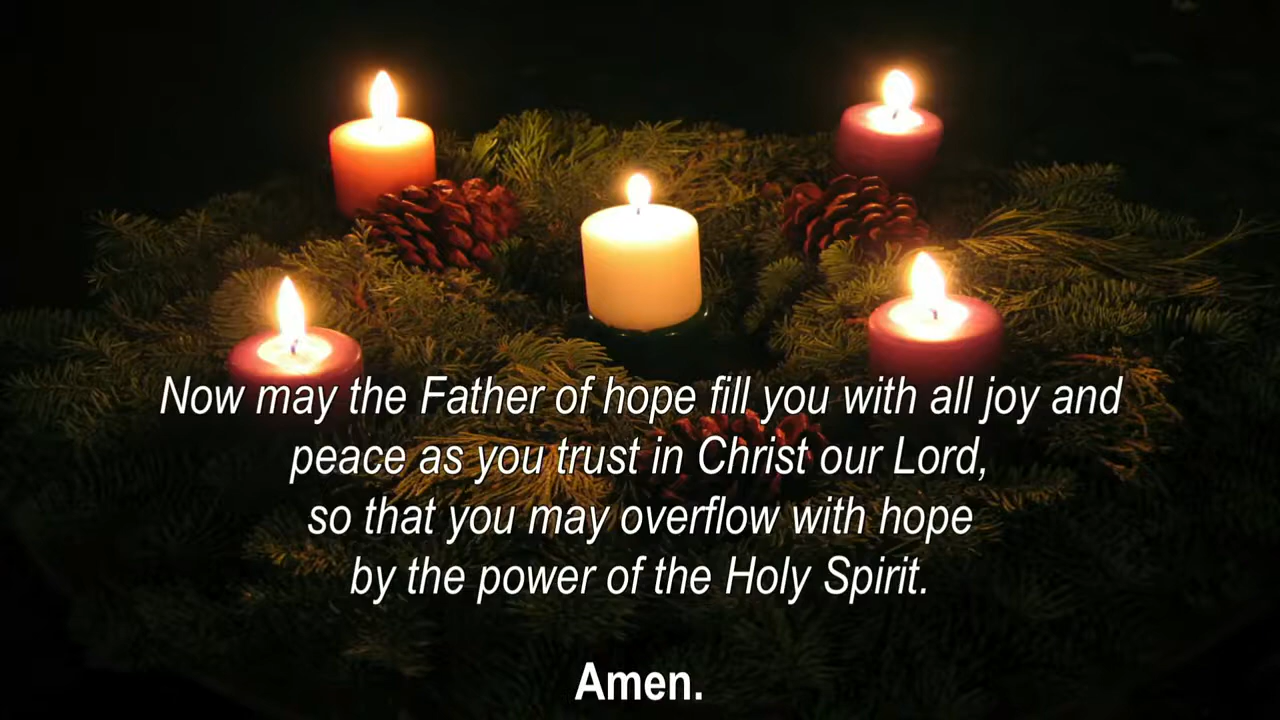 Now may the Father of hope fill you with all joy and
peace as you trust in Christ our Lord,
so that you may overflow with hope
by the power of the Holy Spirit.
Amen.